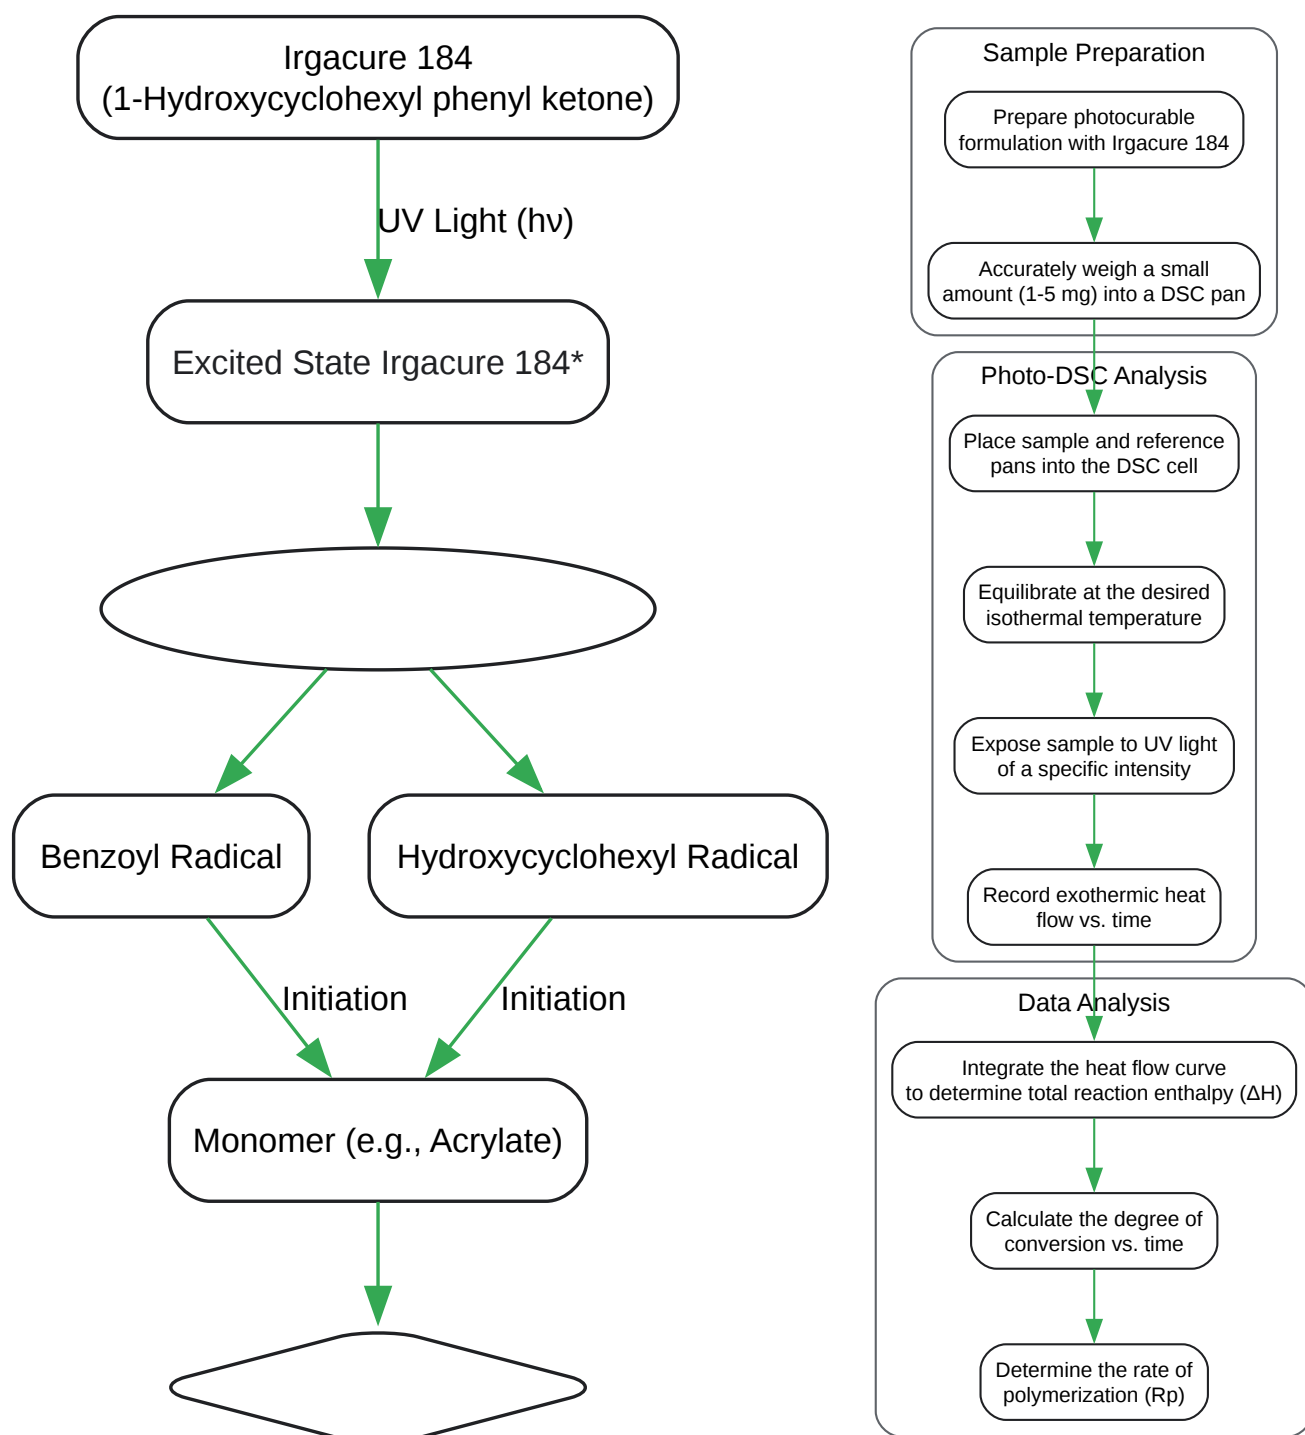 Irgacure 184
(1-Hydroxycyclohexyl phenyl ketone)
UV Light (hν)
Excited State Irgacure 184*
Benzoyl Radical
Hydroxycyclohexyl Radical
Initiation
Initiation
Monomer (e.g., Acrylate)
Sample Preparation
Prepare photocurable
formulation with Irgacure 184
Accurately weigh a small
amount (1-5 mg) into a DSC pan
Photo-DSC Analysis
Place sample and reference
pans into the DSC cell
Equilibrate at the desired
isothermal temperature
Expose sample to UV light
of a specific intensity
Record exothermic heat
flow vs. time
Data Analysis
Integrate the heat flow curve
to determine total reaction enthalpy (ΔH)
Calculate the degree of
conversion vs. time
Determine the rate of
polymerization (Rp)